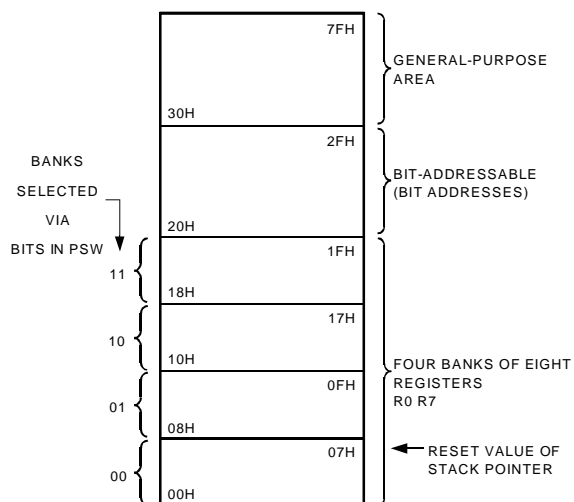 7FH
GENERAL-PURPOSE
AREA
30H
2FH
BANKS
SELECTED
VIA
BITS IN PSW
BIT-ADDRESSABLE
(BIT ADDRESSES)
20H
1FH
11
18H
17H
10
10H
FOUR BANKS OF EIGHT
REGISTERS
R0 R7
0FH
01
08H
07H
RESET VALUE OF
STACK POINTER
00
00H